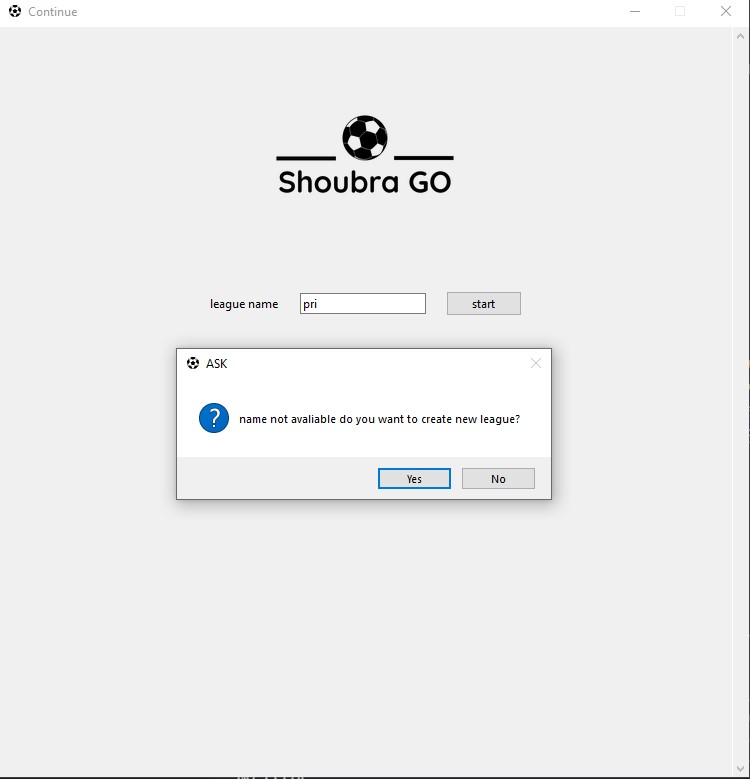 Continue
Shoubra GO
league name pri start
ASK
? name not avaliable do you want to create new league?
Yes No